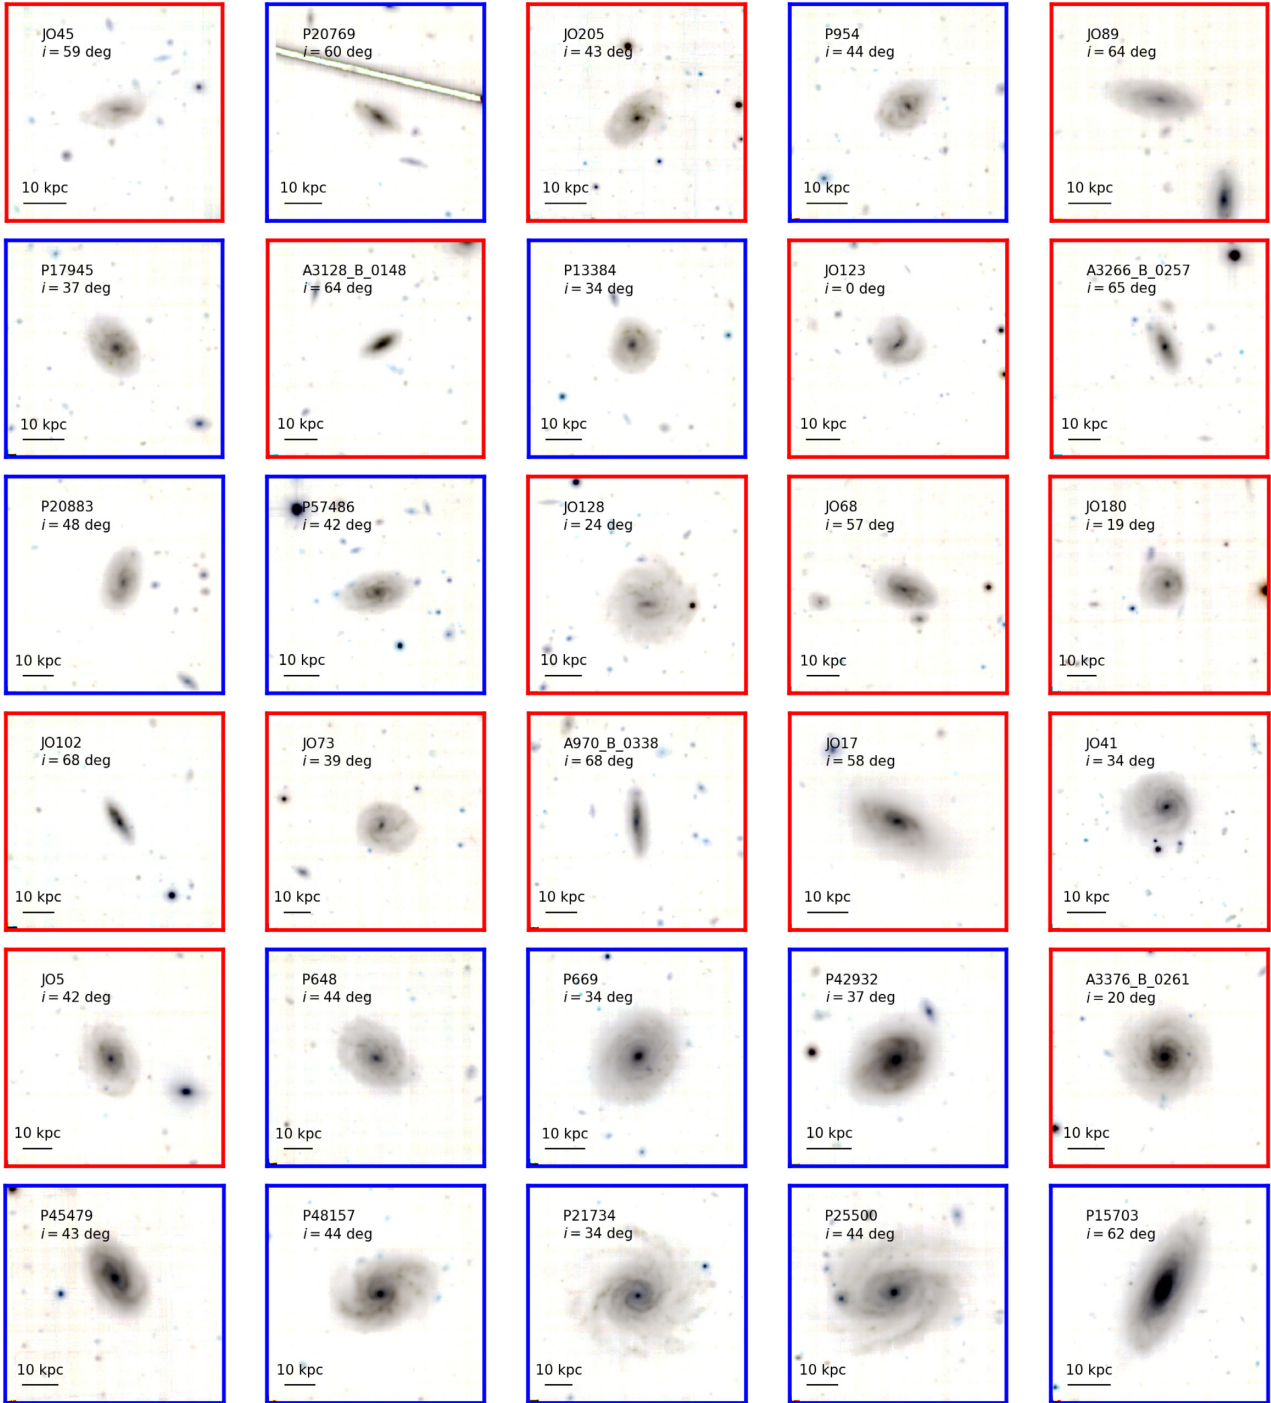 JO45
i = 59 deg
10 kpc
P20769
i = 60 deg
10 kpc
JO205
i = 43 deg
10 kpc
P954
i = 44 deg
10 kpc
JO89
i = 64 deg
10 kpc
P17945
i = 37 deg
10 kpc
A3128_B_0148
i = 64 deg
10 kpc
P13384
i = 34 deg
10 kpc
JO123
i = 0 deg
10 kpc
A3266_B_0257
i = 65 deg
10 kpc
P20883
i = 48 deg
10 kpc
P57486
i = 42 deg
10 kpc
JO128
i = 24 deg
10 kpc
JO68
i = 57 deg
10 kpc
JO180
i = 19 deg
10 kpc
JO102
i = 68 deg
10 kpc
JO73
i = 39 deg
10 kpc
A970_B_0338
i = 68 deg
10 kpc
JO17
i = 58 deg
10 kpc
JO41
i = 34 deg
10 kpc
JO5
i = 42 deg
10 kpc
P648
i = 44 deg
10 kpc
P669
i = 34 deg
10 kpc
P42932
i = 37 deg
10 kpc
A3376_B_0261
i = 20 deg
10 kpc
P45479
i = 43 deg
10 kpc
P48157
i = 44 deg
10 kpc
P21734
i = 34 deg
10 kpc
P25500
i = 44 deg
10 kpc
P15703
i = 62 deg
10 kpc